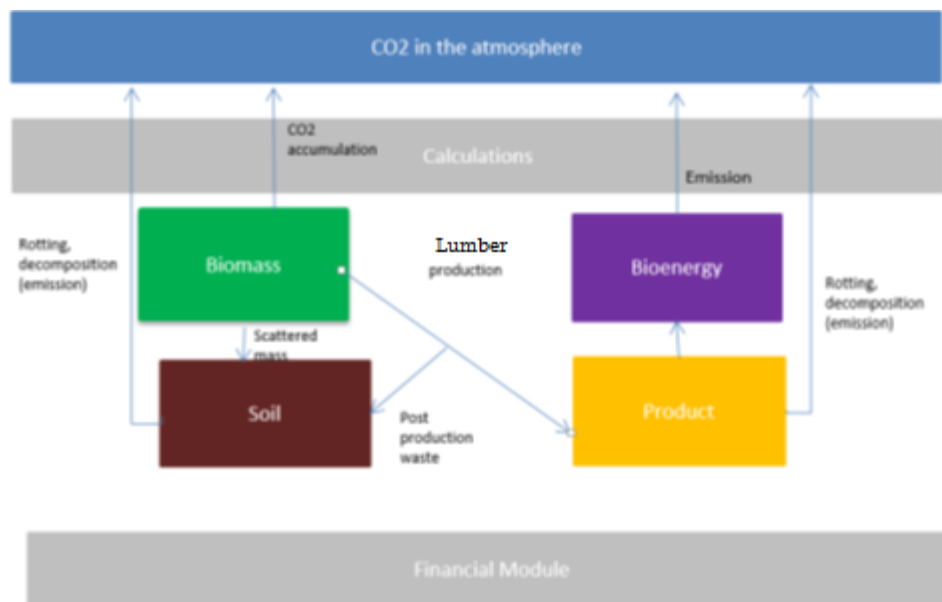 CO2 in the atmosphere
CO2
accumulation
Calculations
Emission
Rotting,
decomposition
(emission)
Biomass
Lumber
production
Bioenergy
Rotting,
decomposition
(emission)
Scattered
mass
Soil
Post
production
waste
Product
Financial Module